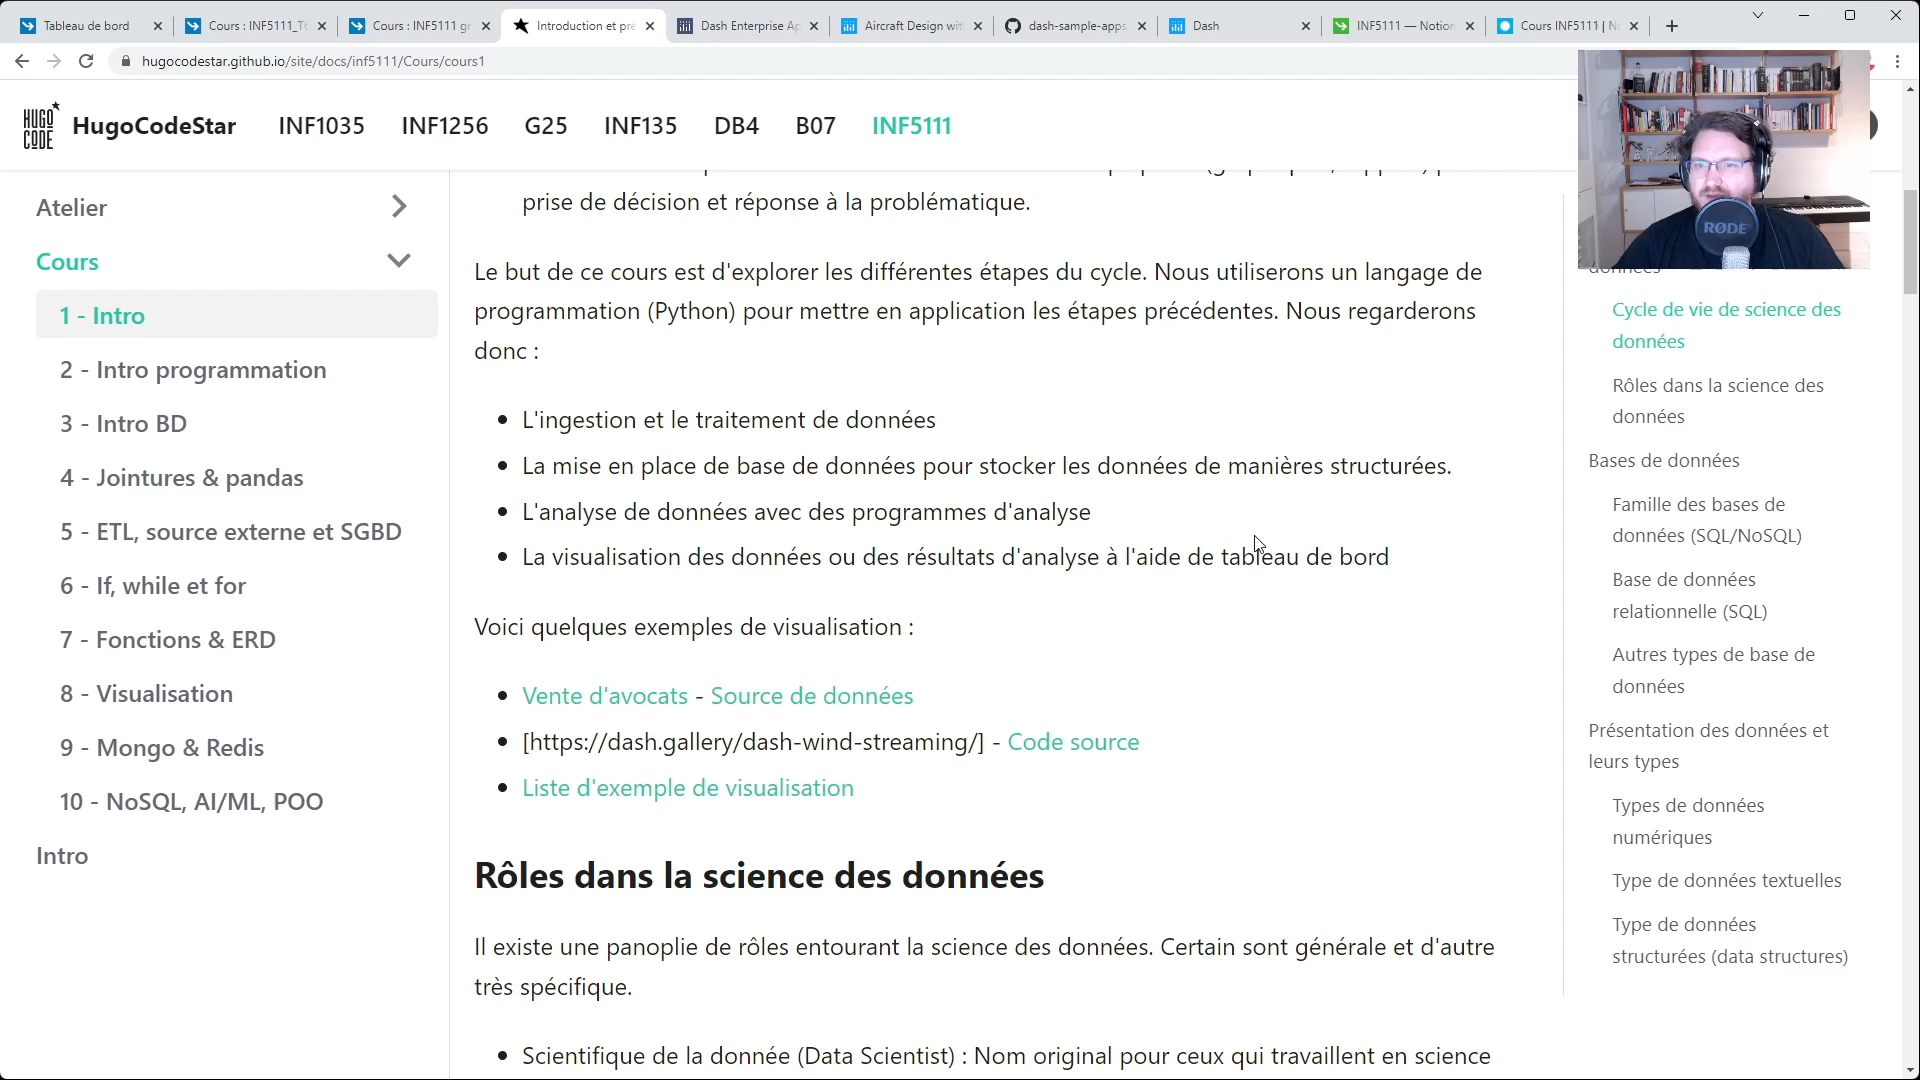 Tableau de bord
Cours : INF5111_T6
Cours : INF5111 gr
Introduction et pré
Dash Enterprise Ap
Aircraft Design with
dash-sample-apps
Dash
INF5111 — Notion
Cours INF5111 |
hugocodestar.github.io/site/docs/inf5111/Cours/cours1
HUGO CODE
HugoCodeStar
INF1035
INF1256
G25
INF135
DB4
B07
INF5111
RØDE
Atelier
Cours
1 - Intro
2 - Intro programmation
3 - Intro BD
4 - Jointures & pandas
5 - ETL, source externe et SGBD
6 - If, while et for
7 - Fonctions & ERD
8 - Visualisation
9 - Mongo & Redis
10 - NoSQL, AI/ML, POO
Intro
prise de décision et réponse à la problématique.
Le but de ce cours est d'explorer les différentes étapes du cycle. Nous utiliserons un langage de
programmation (Python) pour mettre en application les étapes précédentes. Nous regarderons
donc :
L'ingestion et le traitement de données
La mise en place de base de données pour stocker les données de manières structurées.
L'analyse de données avec des programmes d'analyse
La visualisation des données ou des résultats d'analyse à l'aide de tableau de bord
Voici quelques exemples de visualisation :
Vente d'avocats - Source de données
[https://dash.gallery/dash-wind-streaming/] - Code source
Liste d'exemple de visualisation
Rôles dans la science des données
Il existe une panoplie de rôles entourant la science des données. Certain sont générale et d'autre
très spécifique.
Scientifique de la donnée (Data Scientist) : Nom original pour ceux qui travaillent en science
données
Cycle de vie de science des
données
Rôles dans la science des
données
Bases de données
Famille des bases de
données (SQL/NoSQL)
Base de données
relationnelle (SQL)
Autres types de base de
données
Présentation des données et
leurs types
Types de données
numériques
Type de données textuelles
Type de données
structurées (data structures)